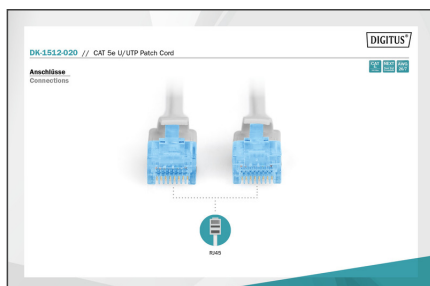 DIGITUS®
DK-1512-020 // CAT 5e U/UTP Patch Cord
Anschlüsse
Connections
RJ45